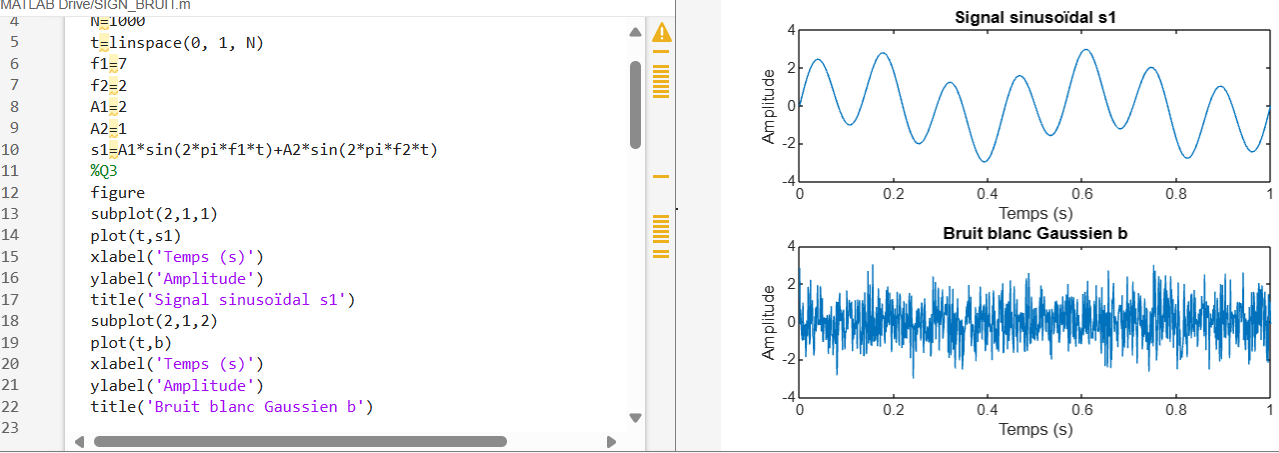 MATLAB Drive/SIGN_BRUIT.m
4 N=1000
5 t=linspace(0, 1, N)
6 f1=7
7 f2=2
8 A1=2
9 A2=1
10 s1=A1*sin(2*pi*f1*t)+A2*sin(2*pi*f2*t)
11 %Q3
12 figure
13 subplot(2,1,1)
14 plot(t,s1)
15 xlabel('Temps (s)')
16 ylabel('Amplitude')
17 title('Signal sinusoïdal s1')
18 subplot(2,1,2)
19 plot(t,b)
20 xlabel('Temps (s)')
21 ylabel('Amplitude')
22 title('Bruit blanc Gaussien b')
23
Signal sinusoïdal s1
4
2
0
-2
-4
Amplitude
0 0.2 0.4 0.6 0.8 1
Temps (s)
Bruit blanc Gaussien b
4
2
0
-2
-4
Amplitude
0 0.2 0.4 0.6 0.8 1
Temps (s)